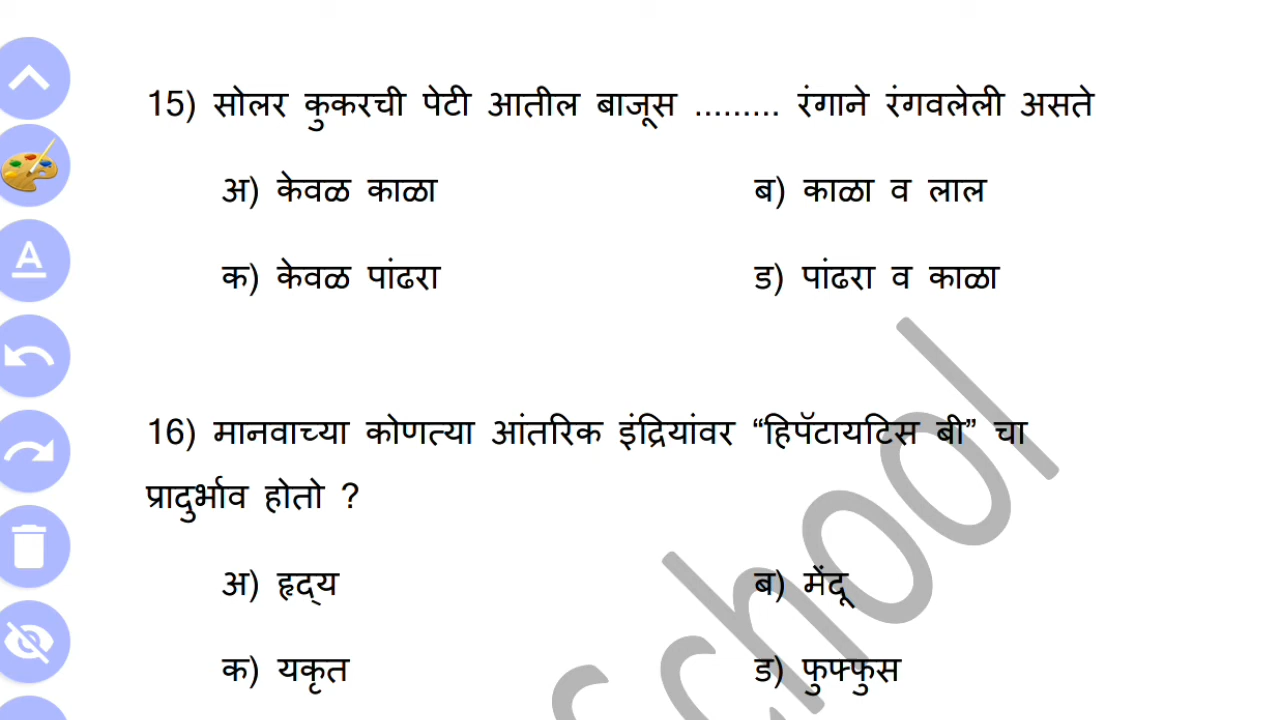 15) सोलर कुकरची पेटी आतील बाजूस ......... रंगाने रंगवलेली असते
अ) केवळ काळा ब) काळा व लाल
क) केवळ पांढरा ड) पांढरा व काळा
16) मानवाच्या कोणत्या आंतरिक इंद्रियांवर “हिपॅटायटिस बी” चा
प्रादुर्भाव होतो ?
अ) हृद्य ब) मेंदू
क) यकृत ड) फुफ्फुस
School
A